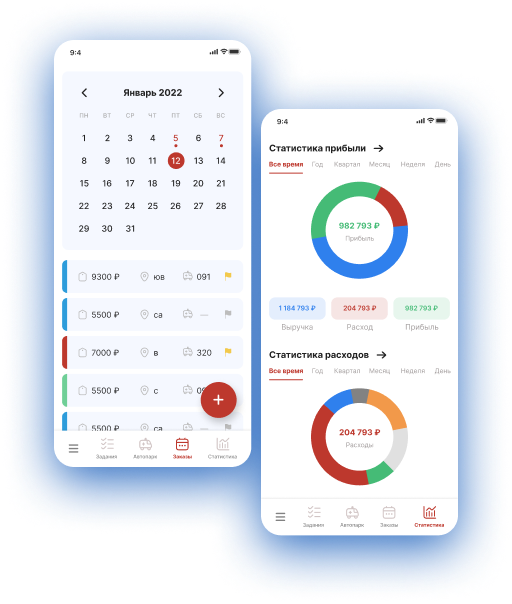 9:4
Январь 2022
ПН ВТ СР ЧТ ПТ СБ ВС
1 2 3 4 5 6 7
8 9 10 11 12 13 14
15 16 17 18 19 20 21
22 23 24 25 26 27 28
29 30 31
9300 ₽ юв 091
5500 ₽ са —
7000 ₽ в 320
5500 ₽ с
+
5500 ₽ са —
Задания Автопарк Заказы Статистика
9:4
Статистика прибыли →
Все время Год Квартал Месяц Неделя День
982 793 ₽
Прибыль
1 184 793 ₽ 204 793 ₽ 982 793 ₽
Выручка Расход Прибыль
Статистика расходов →
Все время Год Квартал Месяц Неделя День
204 793 ₽
Расходы
Задания Автопарк Заказы Статистика